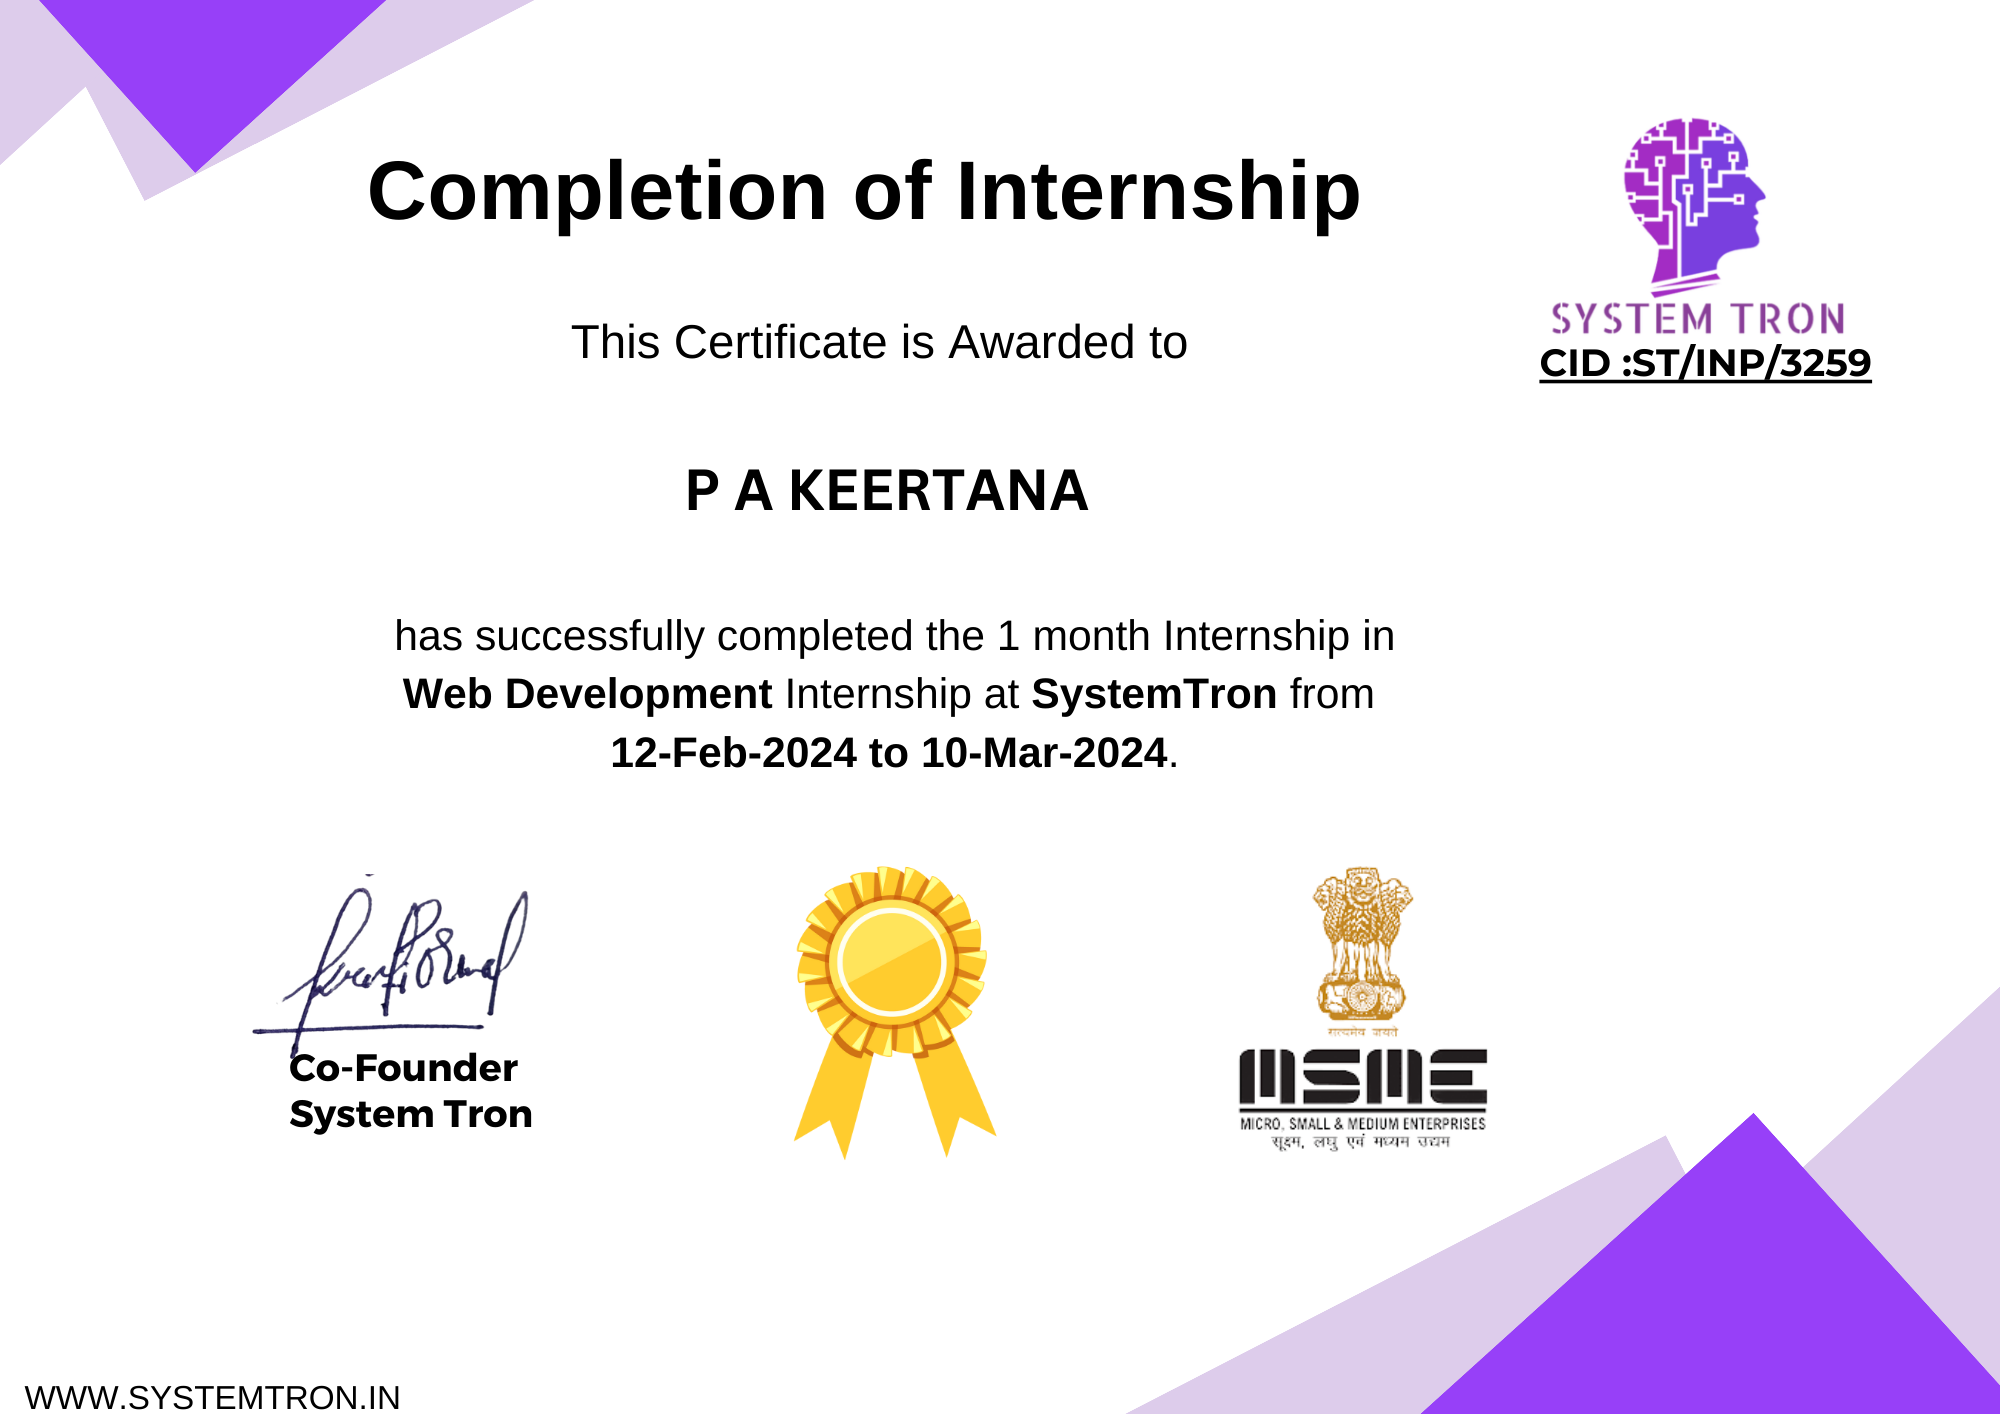 Completion of Internship
SYSTEM TRON
CID :ST/INP/3259
This Certificate is Awarded to
P A KEERTANA
has successfully completed the 1 month Internship in
Web Development Internship at SystemTron from
12-Feb-2024 to 10-Mar-2024.
Co-Founder
System Tron
सत्यमेव जयते
MSME
MICRO, SMALL & MEDIUM ENTERPRISES
सूक्ष्म, लघु एवं मध्यम उद्यम
WWW.SYSTEMTRON.IN